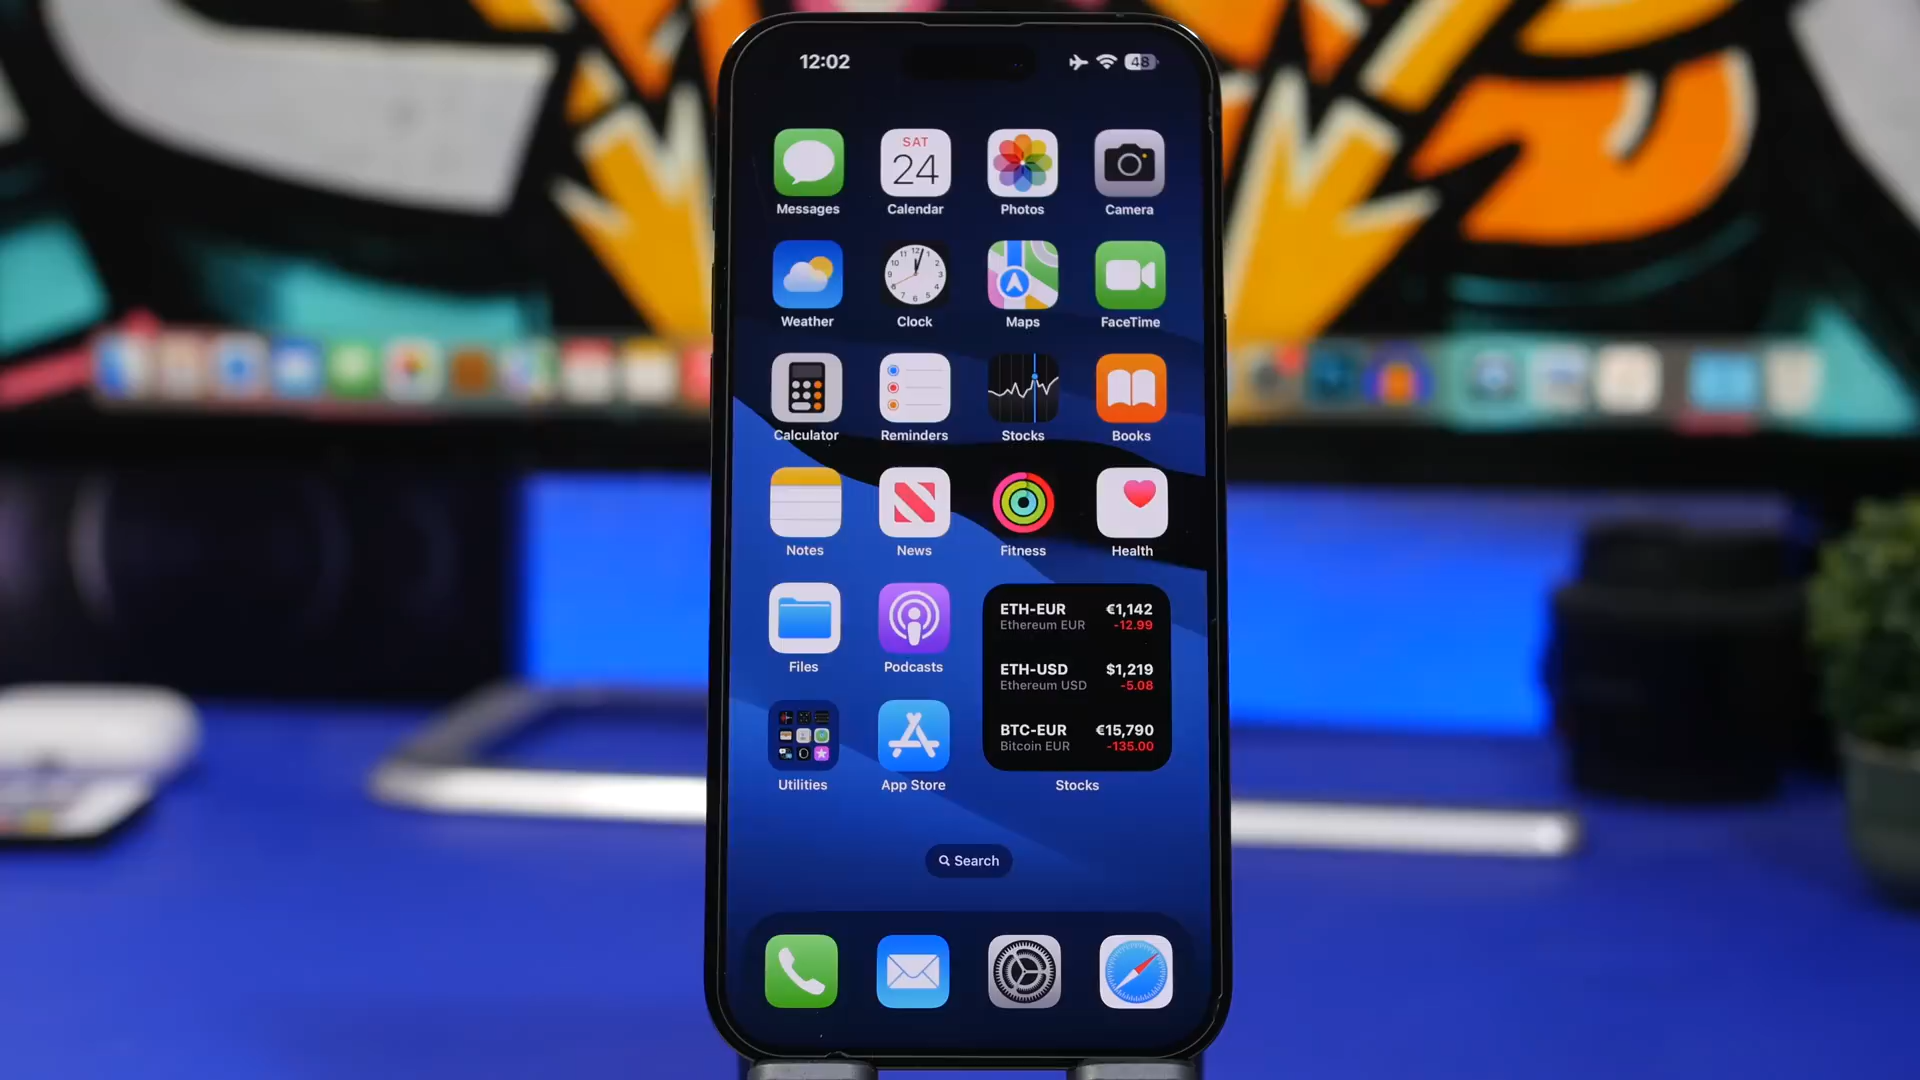 12:02
48
SAT
24
Messages
Calendar
Photos
Camera
Weather
Clock
Maps
FaceTime
Calculator
Reminders
Stocks
Books
Notes
News
Fitness
Health
Files
Podcasts
ETH-EUR €1,142
Ethereum EUR -12.99
ETH-USD $1,219
Ethereum USD -5.08
BTC-EUR €15,790
Bitcoin EUR -135.00
Utilities
App Store
Stocks
Search